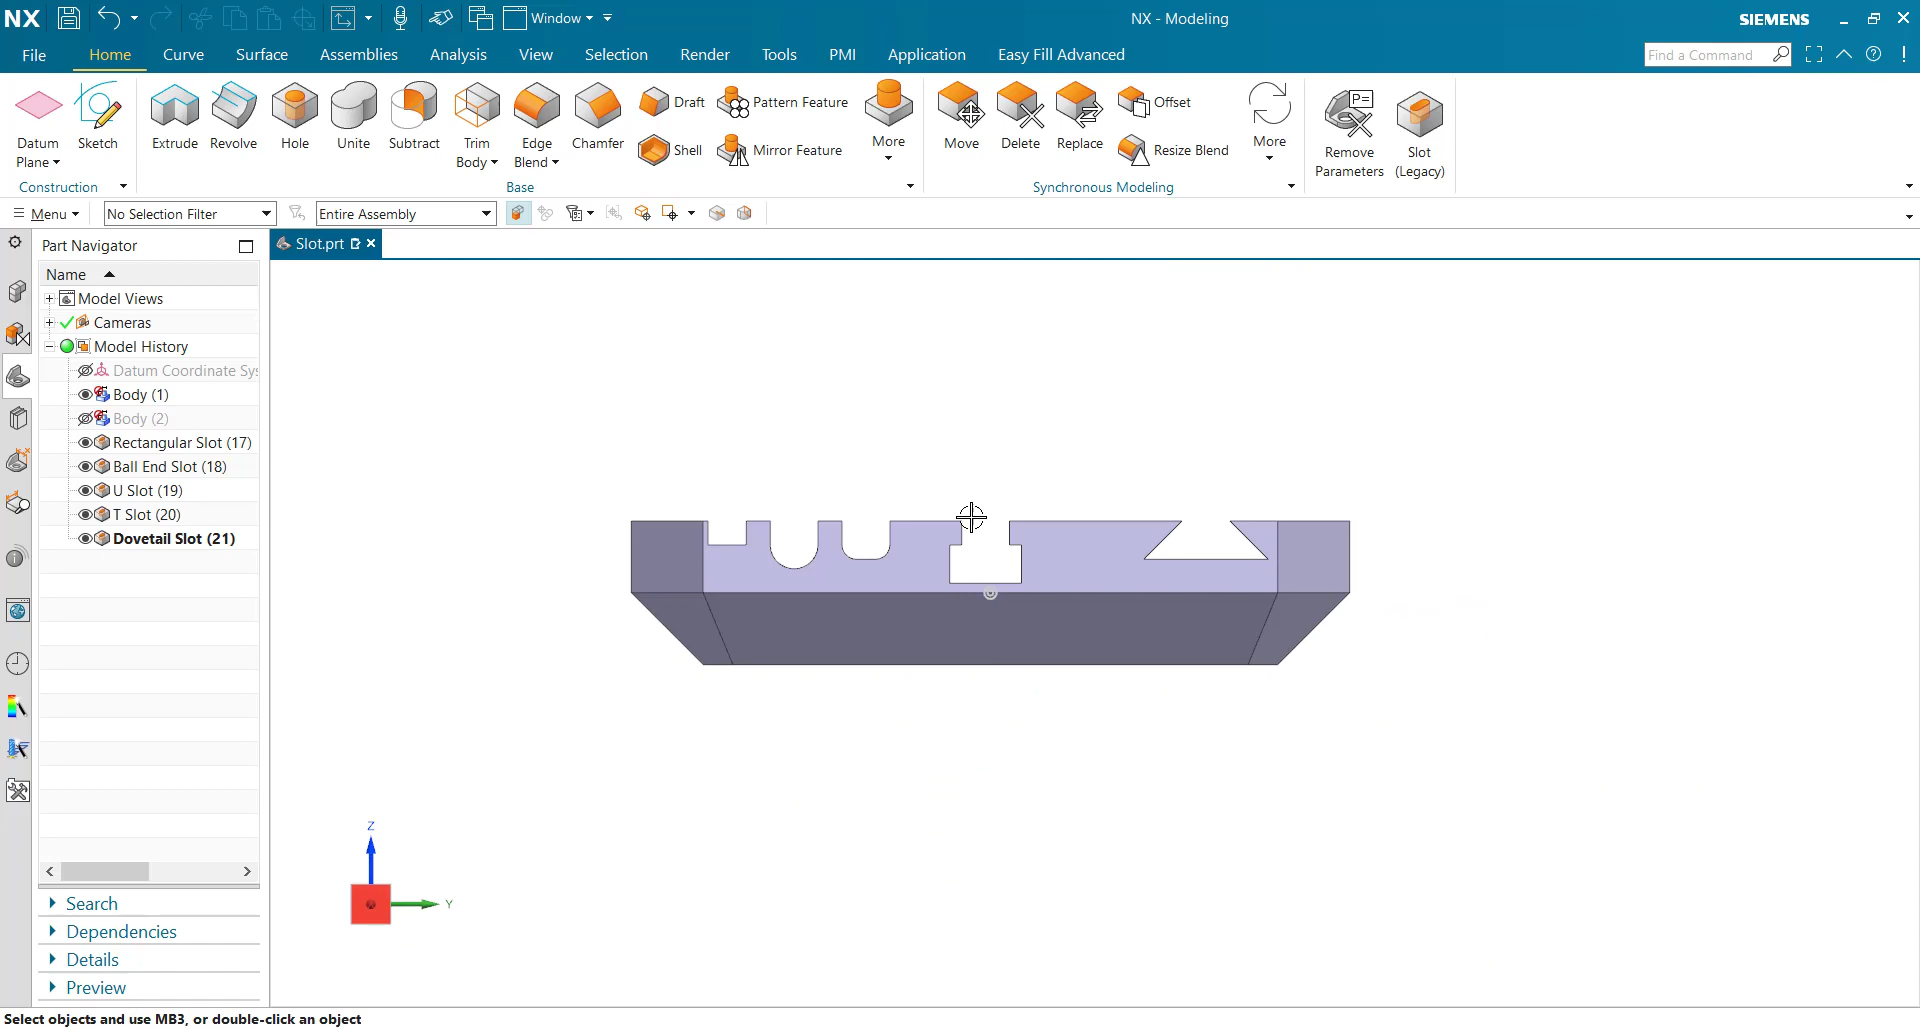 NX Window NX - Modeling SIEMENS
File Home Curve Surface Assemblies Analysis View Selection Render Tools PMI Application Easy Fill Advanced Find a Command
Datum Plane Sketch Extrude Revolve Hole Unite Subtract Trim Body Edge Blend Chamfer Draft Shell Pattern Feature Mirror Feature More Move Delete Replace Offset Resize Blend More Remove Parameters Slot (Legacy)
Construction Base Synchronous Modeling
Menu No Selection Filter Entire Assembly
Part Navigator Slot.prt
Name
Model Views
Cameras
Model History
Datum Coordinate Sys
Body (1)
Body (2)
Rectangular Slot (17)
Ball End Slot (18)
U Slot (19)
T Slot (20)
Dovetail Slot (21)
Z
Y
Search
Dependencies
Details
Preview
Select objects and use MB3, or double-click an object